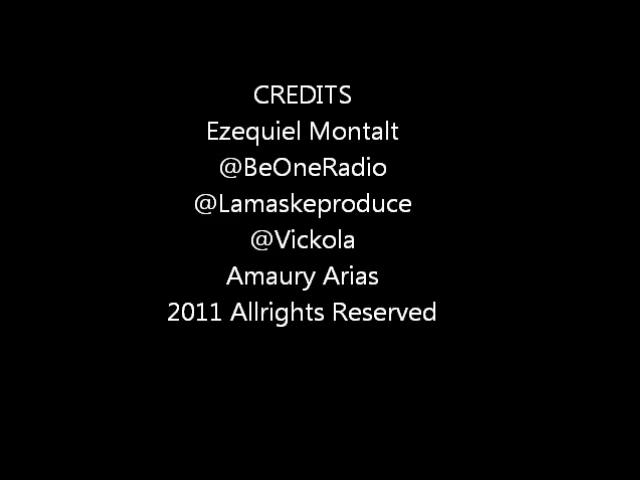 CREDITS
Ezequiel Montalt
@BeOneRadio
@Lamaskeproduce
@Vickola
Amaury Arias
2011 Allrights Reserved